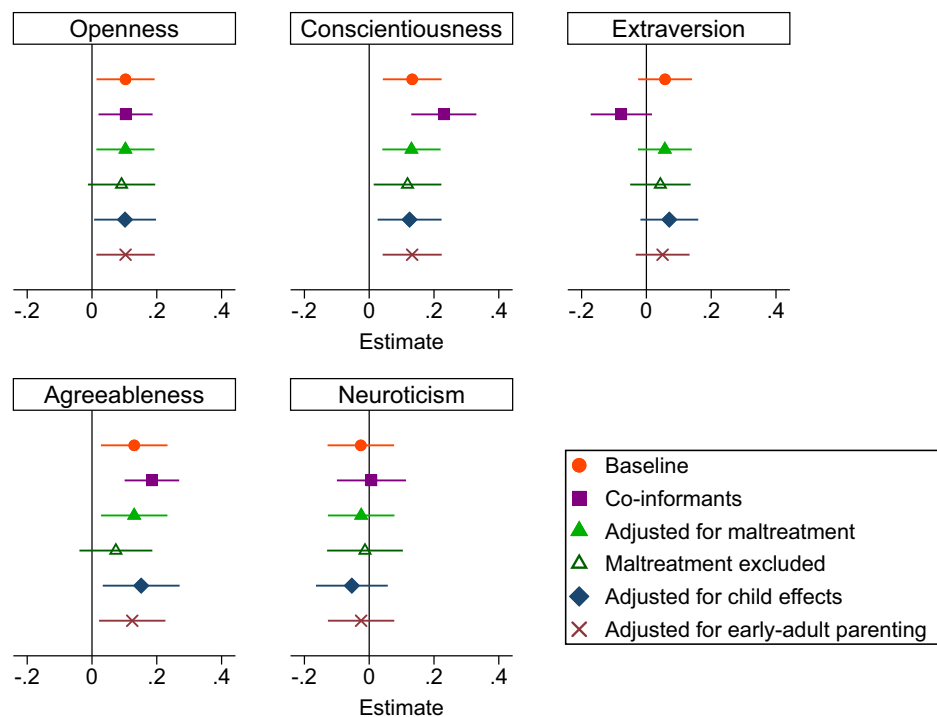 Openness
Conscientiousness
Extraversion
-.2 0 .2 .4
-.2 0 .2 .4
-.2 0 .2 .4
Estimate
Agreeableness
Neuroticism
-.2 0 .2 .4
-.2 0 .2 .4
Estimate
Baseline
Co-informants
Adjusted for maltreatment
Maltreatment excluded
Adjusted for child effects
Adjusted for early-adult parenting